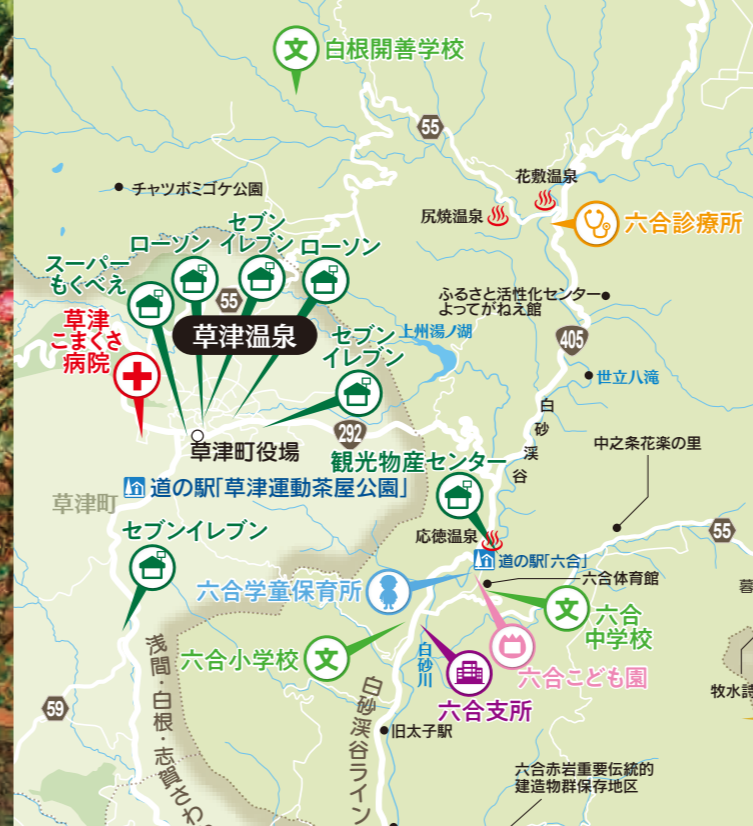 文
白根開善学校
55
花敷温泉
尻焼温泉
六合診療所
チャツボミゴケ公園
セブン
イレブン
ローソン
ローソン
スーパー
もくべえ
55
ふるさと活性化センター
よってがねえ館
草津
こまくさ
病院
草津温泉
セブン
イレブン
上州湯ノ湖
405
世立八滝
292
白砂渓谷
草津町役場
観光物産センター
中之条花楽の里
道の駅「草津運動茶屋公園」
草津町
セブンイレブン
応徳温泉
55
道の駅「六合」
六合体育館
六合学童保育所
文
六合
中学校
六合小学校
文
白砂川
六合こども園
六合支所
浅間・白根・志賀さわ
白砂渓谷ライン
59
旧太子駅
暮
牧水詩
六合赤岩重要伝統的
建造物群保存地区